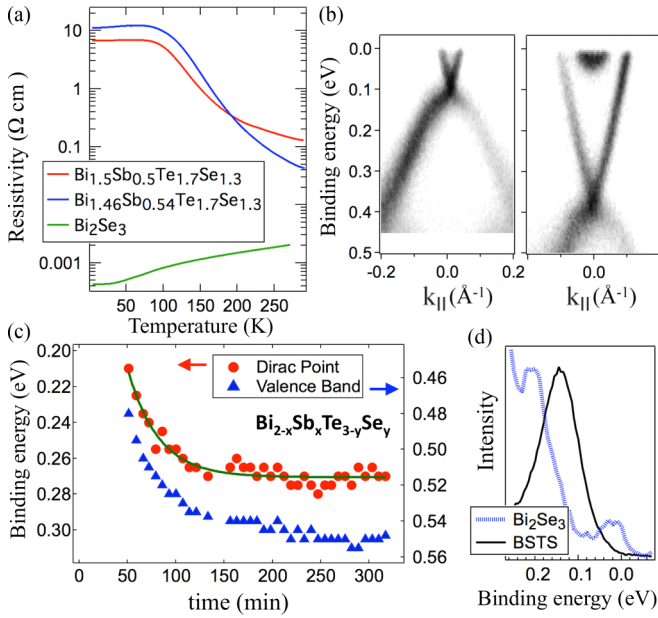 (a)
Resistivity (Ω cm)
10
1
0.1
0.001
Bi1.5Sb0.5Te1.7Se1.3
Bi1.46Sb0.54Te1.7Se1.3
Bi2Se3
50 100 150 200 250
Temperature (K)
(b)
Binding energy (eV)
0.0
0.1
0.2
0.3
0.4
0.5
-0.2 0.0 0.2
k||(Å-1)
0.0
k||(Å-1)
(c)
Binding energy (eV)
0.20
0.22
0.24
0.26
0.28
0.30
Dirac Point
Valence Band
Bi2-xSbxTe3-ySey
0.46
0.48
0.50
0.52
0.54
0.56
0 50 100 150 200 250 300
time (min)
(d)
Intensity
Bi2Se3
BSTS
0.2 0.1 0.0
Binding energy (eV)